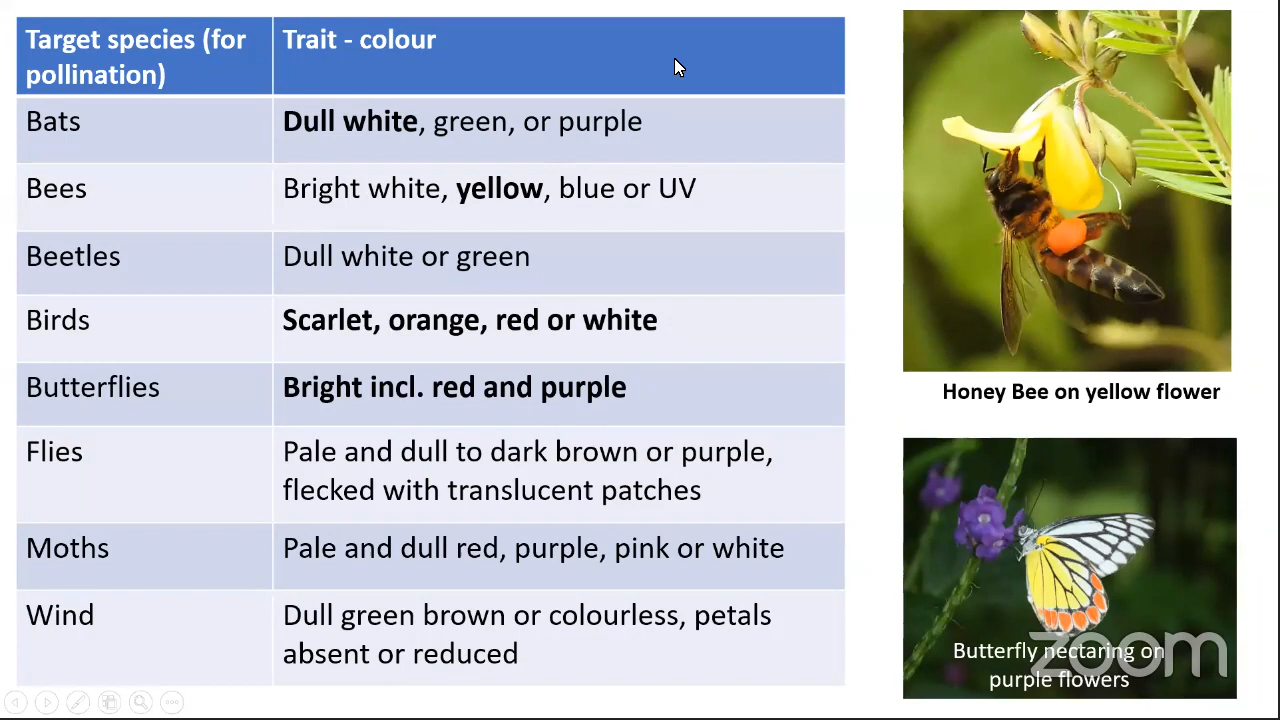 Target species (for
pollination)
Trait - colour
Bats
Dull white, green, or purple
Bees
Bright white, yellow, blue or UV
Beetles
Dull white or green
Birds
Scarlet, orange, red or white
Butterflies
Bright incl. red and purple
Flies
Pale and dull to dark brown or purple,
flecked with translucent patches
Moths
Pale and dull red, purple, pink or white
Wind
Dull green brown or colourless, petals
absent or reduced
Honey Bee on yellow flower
Butterfly nectaring on
purple flowers
zoom